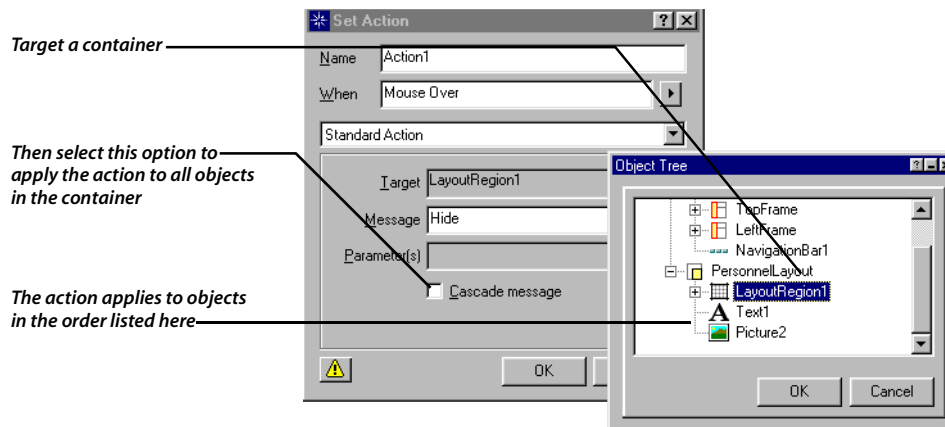 Set Action
Target a container
Name Action1
When Mouse Over
Standard Action
Then select this option to
apply the action to all objects
in the container
Target LayoutRegion1
Message Hide
Parameter(s)
Cascade message
The action applies to objects
in the order listed here
OK
Object Tree
TopFrame
LeftFrame
NavigationBar1
PersonnelLayout
LayoutRegion1
Text1
Picture2
OK Cancel